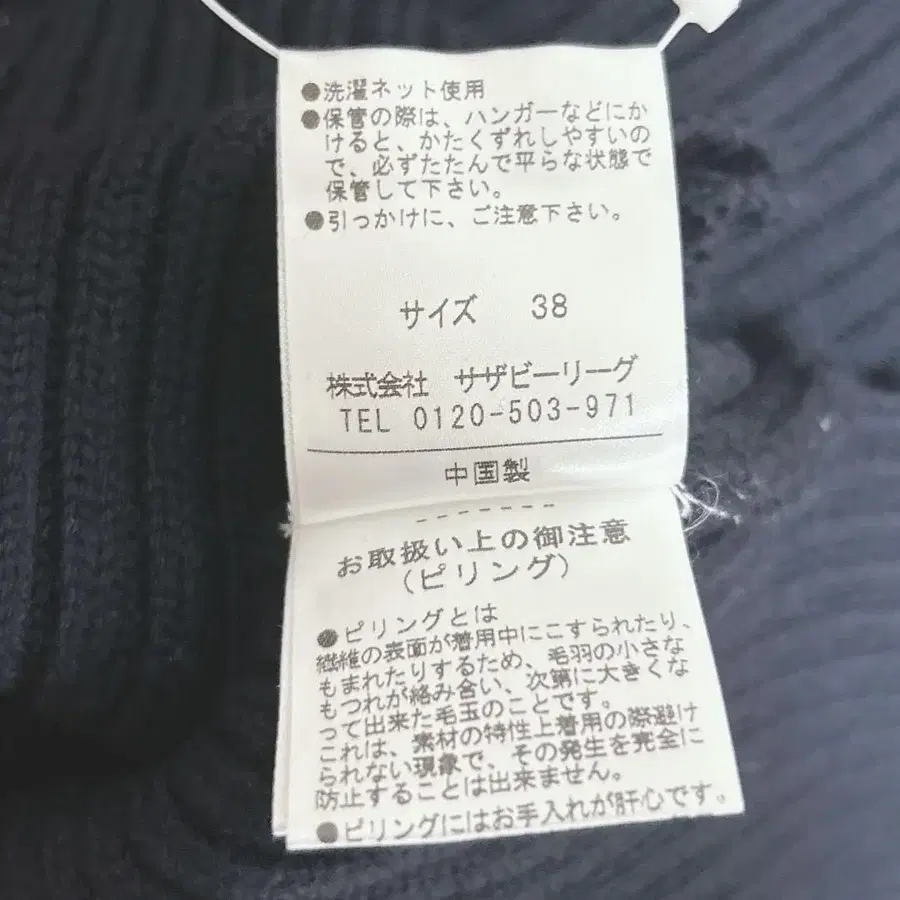 ●洗濯ネット使用
●保管の際は、ハンガーなどにか
けると、かたくずれしやすいの
で、必ずたたんで平らな状態で
保管して下さい。
●引っかけに、ご注意下さい。
サイズ 38
株式会社 サザビーリーグ
TEL 0120-503-971
中国製
お取扱い上の御注意
(ピリング)
●ピリングとは
繊維の表面が着用中にこすられたり、
もまれたりするため、毛羽の小さな
もつれが絡み合い、次第に大きくな
って出来た毛玉のことです。
これは、素材の特性上着用の際避け
られない現象で、その発生を完全に
防止することは出来ません。
●ピリングにはお手入れが肝心です。